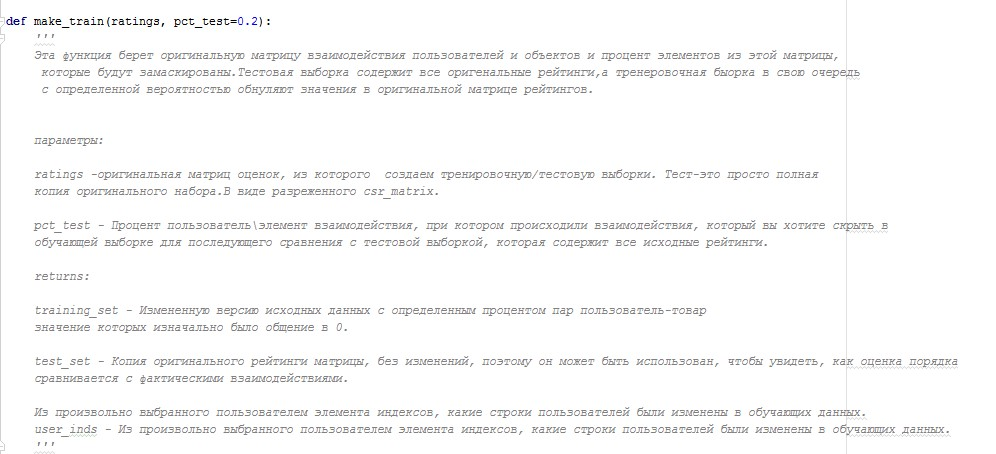 def make_train(ratings, pct_test=0.2):
'''
Эта функция берет оригинальную матрицу взаимодействия пользователей и объектов и процент элементов из этой матрицы,
которые будут замаскированы.Тестовая выборка содержит все оригенальные рейтинги,а тренеровочная быорка в свою очередь
с определенной вероятностью обнуляют значения в оригинальной матрице рейтингов.
параметры:
ratings -оригинальная матриц оценок, из которого  создаем тренировочную/тестовую выборки. Тест-это просто полная
копия оригинального набора.В виде разреженного csr_matrix.
pct_test - Процент пользователь\элемент взаимодействия, при котором происходили взаимодействия, который вы хотите скрыть в
обучающей выборке для последующего сравнения с тестовой выборкой, которая содержит все исходные рейтинги.
returns:
training_set - Измененную версию исходных данных с определенным процентом пар пользователь-товар
значение которых изначально было общение в 0.
test_set - Копия оригинального рейтинги матрицы, без изменений, поэтому он может быть использован, чтобы увидеть, как оценка порядка
сравнивается с фактическими взаимодействиями.
Из произвольно выбранного пользователем элемента индексов, какие строки пользователей были изменены в обучающих данных.
user_inds - Из произвольно выбранного пользователем элемента индексов, какие строки пользователей были изменены в обучающих данных.
'''